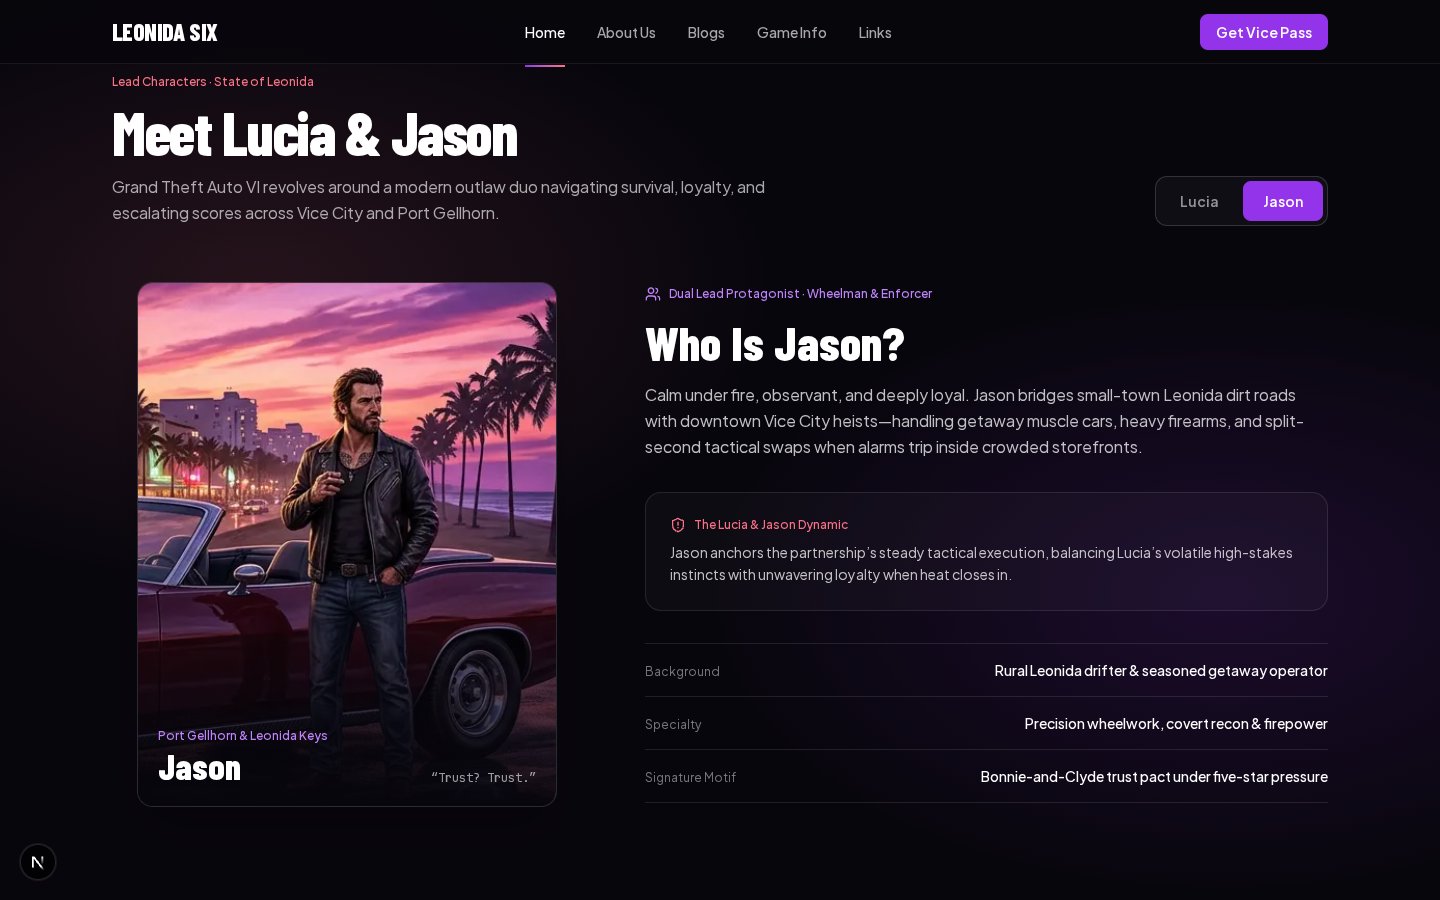 LEONIDA SIX
Home
About Us
Blogs
Game Info
Links
Get Vice Pass
Lead Characters · State of Leonida
Meet Lucia & Jason
Grand Theft Auto VI revolves around a modern outlaw duo navigating survival, loyalty, and
escalating scores across Vice City and Port Gellhorn.
Lucia
Jason
Port Gellhorn & Leonida Keys
Jason
“Trust? Trust.”
Dual Lead Protagonist · Wheelman & Enforcer
Who Is Jason?
Calm under fire, observant, and deeply loyal. Jason bridges small-town Leonida dirt roads
with downtown Vice City heists—handling getaway muscle cars, heavy firearms, and split-
second tactical swaps when alarms trip inside crowded storefronts.
The Lucia & Jason Dynamic
Jason anchors the partnership’s steady tactical execution, balancing Lucia’s volatile high-stakes
instincts with unwavering loyalty when heat closes in.
Background
Rural Leonida drifter & seasoned getaway operator
Specialty
Precision wheelwork, covert recon & firepower
Signature Motif
Bonnie-and-Clyde trust pact under five-star pressure
N